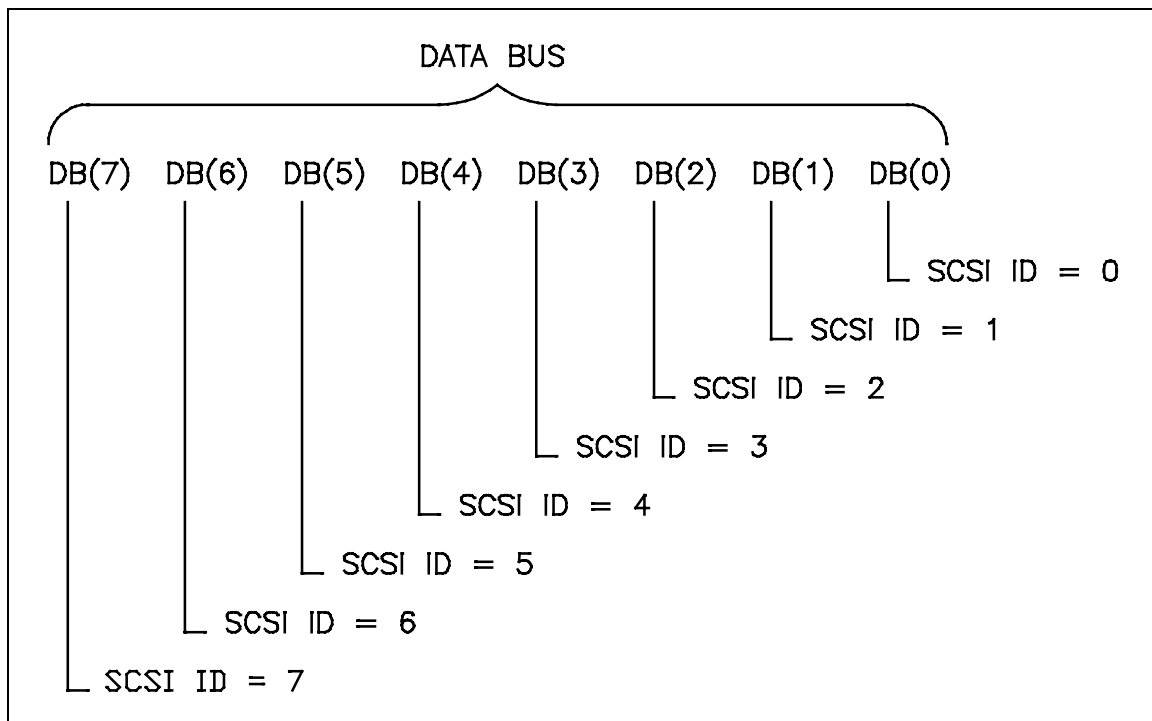 DATA BUS
DB(7) DB(6) DB(5) DB(4) DB(3) DB(2) DB(1) DB(0)
SCSI ID = 0
SCSI ID = 1
SCSI ID = 2
SCSI ID = 3
SCSI ID = 4
SCSI ID = 5
SCSI ID = 6
SCSI ID = 7